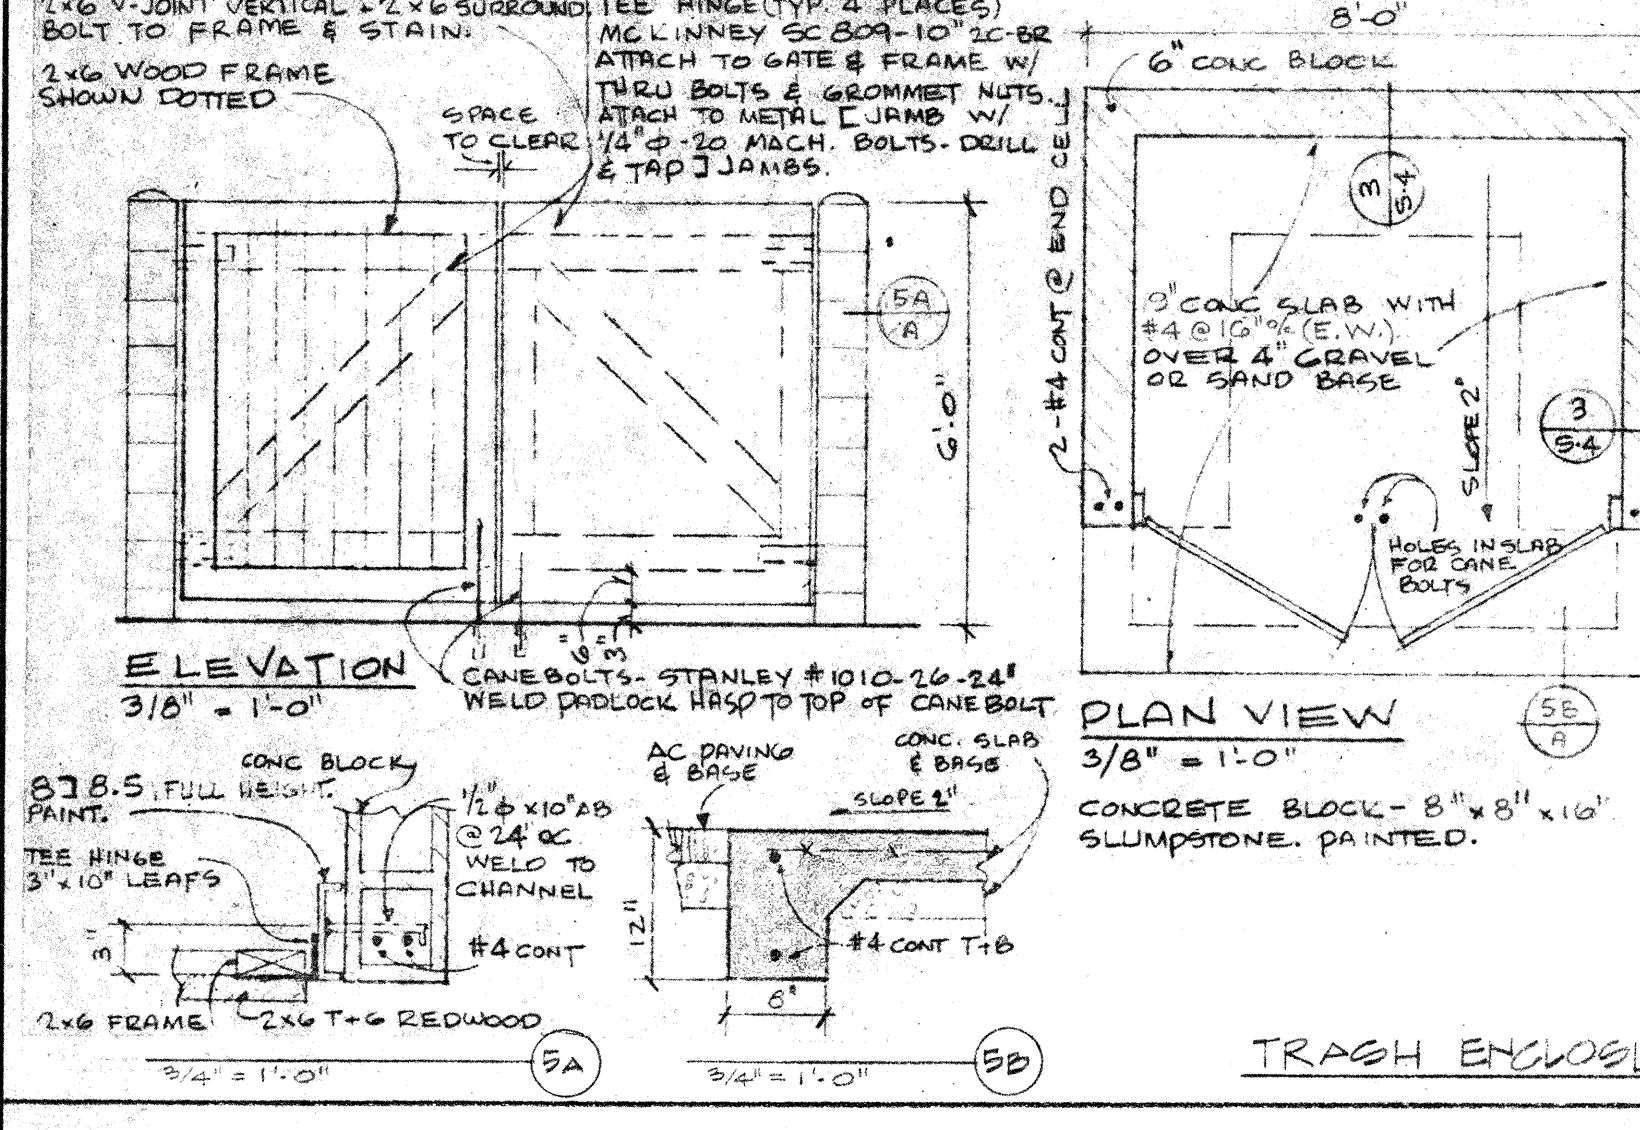 2x6 V-JOINT VERTICAL & 2x6 SURROUND
BOLT TO FRAME & STAIN.
2x6 WOOD FRAME
SHOWN DOTTED
SPACE
TO CLEAR
TEE HINGE (TYP. 4 PLACES)
MCKINNEY SC 809-10" 2C-BR
ATTACH TO GATE & FRAME W/
THRU BOLTS & GROMMET NUTS.
ATTACH TO METAL [ JAMB W/
1/4" φ -20 MACH. BOLTS- DRILL
& TAP ] JAMBS.
5A
A
6'-0"
6"
3"
ELEVATION
3/8" = 1'-0"
CANEBOLTS- STANLEY #1010-26-24"
WELD PADLOCK HASP TO TOP OF CANEBOLT
8'-0"
6" CONC BLOCK
2-#4 CONT @ END CELL
3
S-4
9" CONC SLAB WITH
#4 @ 16" % (E.W.)
OVER 4" GRAVEL
OR SAND BASE
SLOPE 2"
3
S-4
HOLES IN SLAB
FOR CANE
BOLTS
PLAN VIEW
3/8" = 1'-0"
5B
A
CONCRETE BLOCK- 8"x8"x16"
SLUMPSTONE. PAINTED.
CONC BLOCK
8 ] 8.5 FULL HEIGHT.
PAINT.
TEE HINGE
3"x10" LEAFS
3"
1/2 φ x10" AB
@ 24" OC
WELD TO
CHANNEL
#4 CONT
2x6 FRAME
2x6 T+G REDWOOD
3/4" = 1'-0"
5A
AC PAVING
& BASE
CONC. SLAB
& BASE
SLOPE 2"
12"
#4 CONT T+B
8"
3/4" = 1'-0"
5B
TRASH